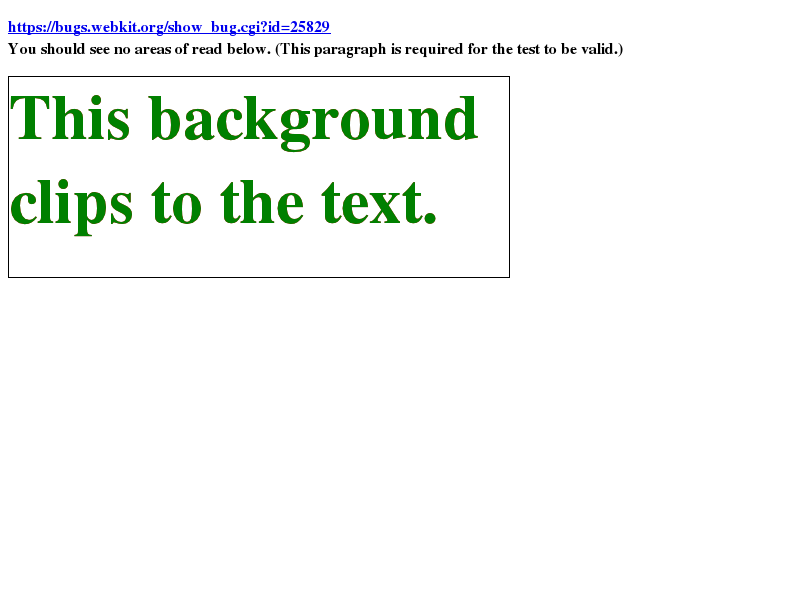 https://bugs.webkit.org/show_bug.cgi?id=25829
You should see no areas of read below. (This paragraph is required for the test to be valid.)
This background
clips to the text.